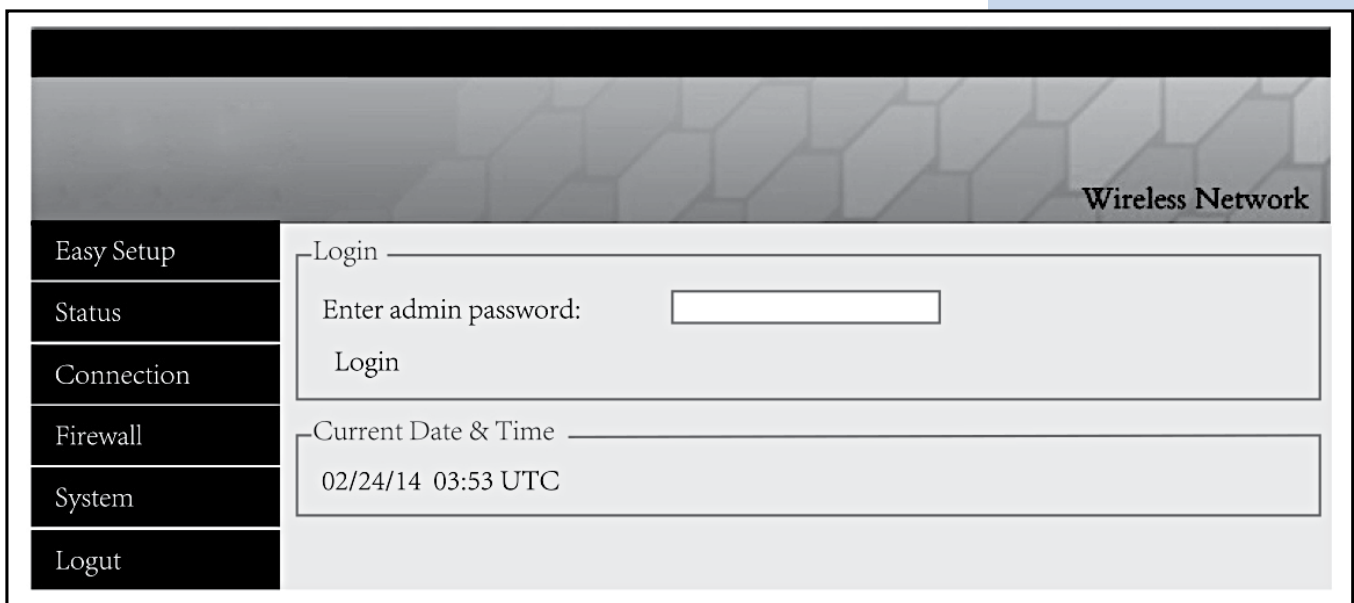 Wireless Network
Easy Setup
Status
Connection
Firewall
System
Logut
Login
Enter admin password:
Login
Current Date & Time
02/24/14 03:53 UTC